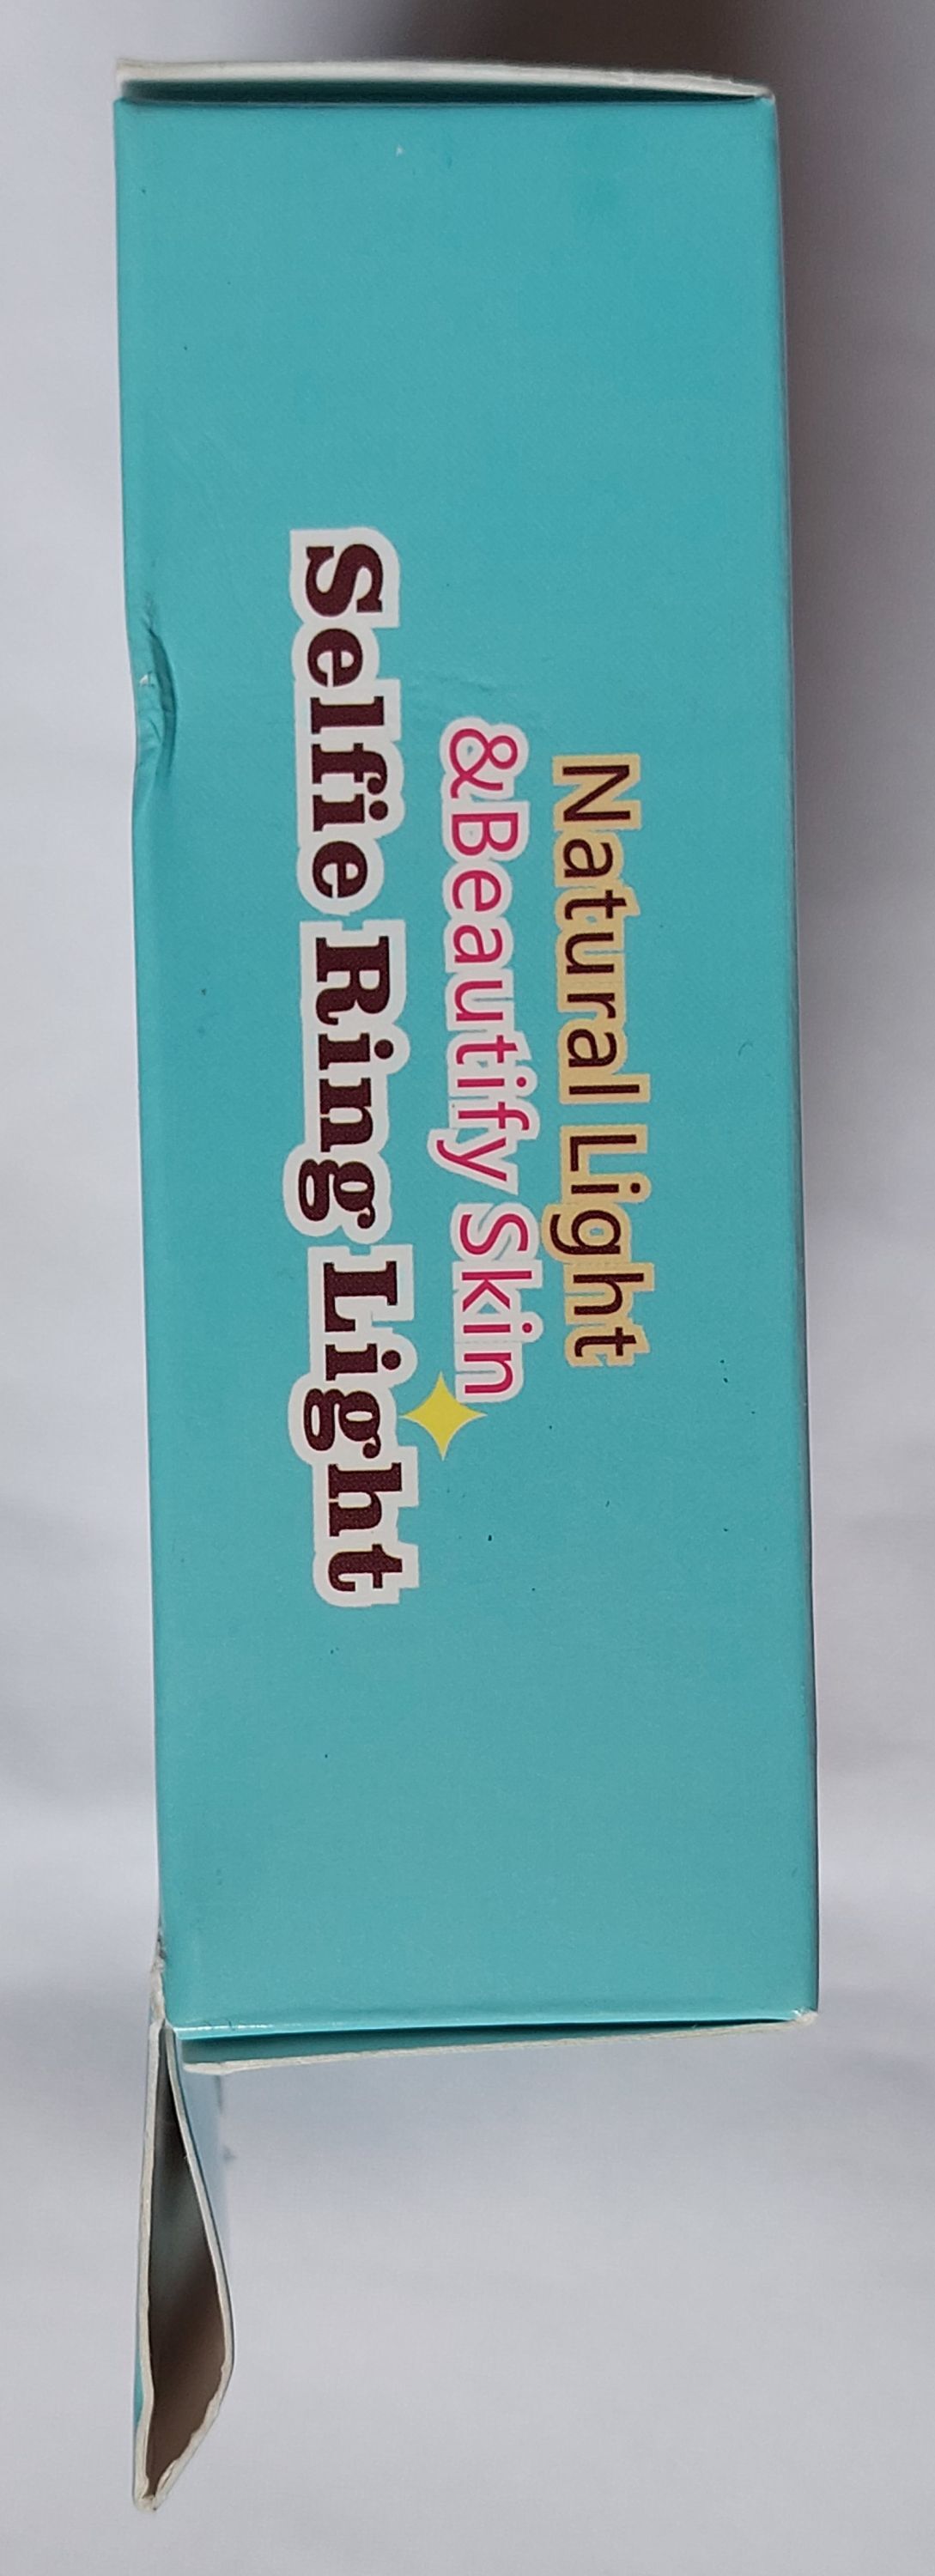 Natural Light
&Beautify Skin
Selfie Ring Light